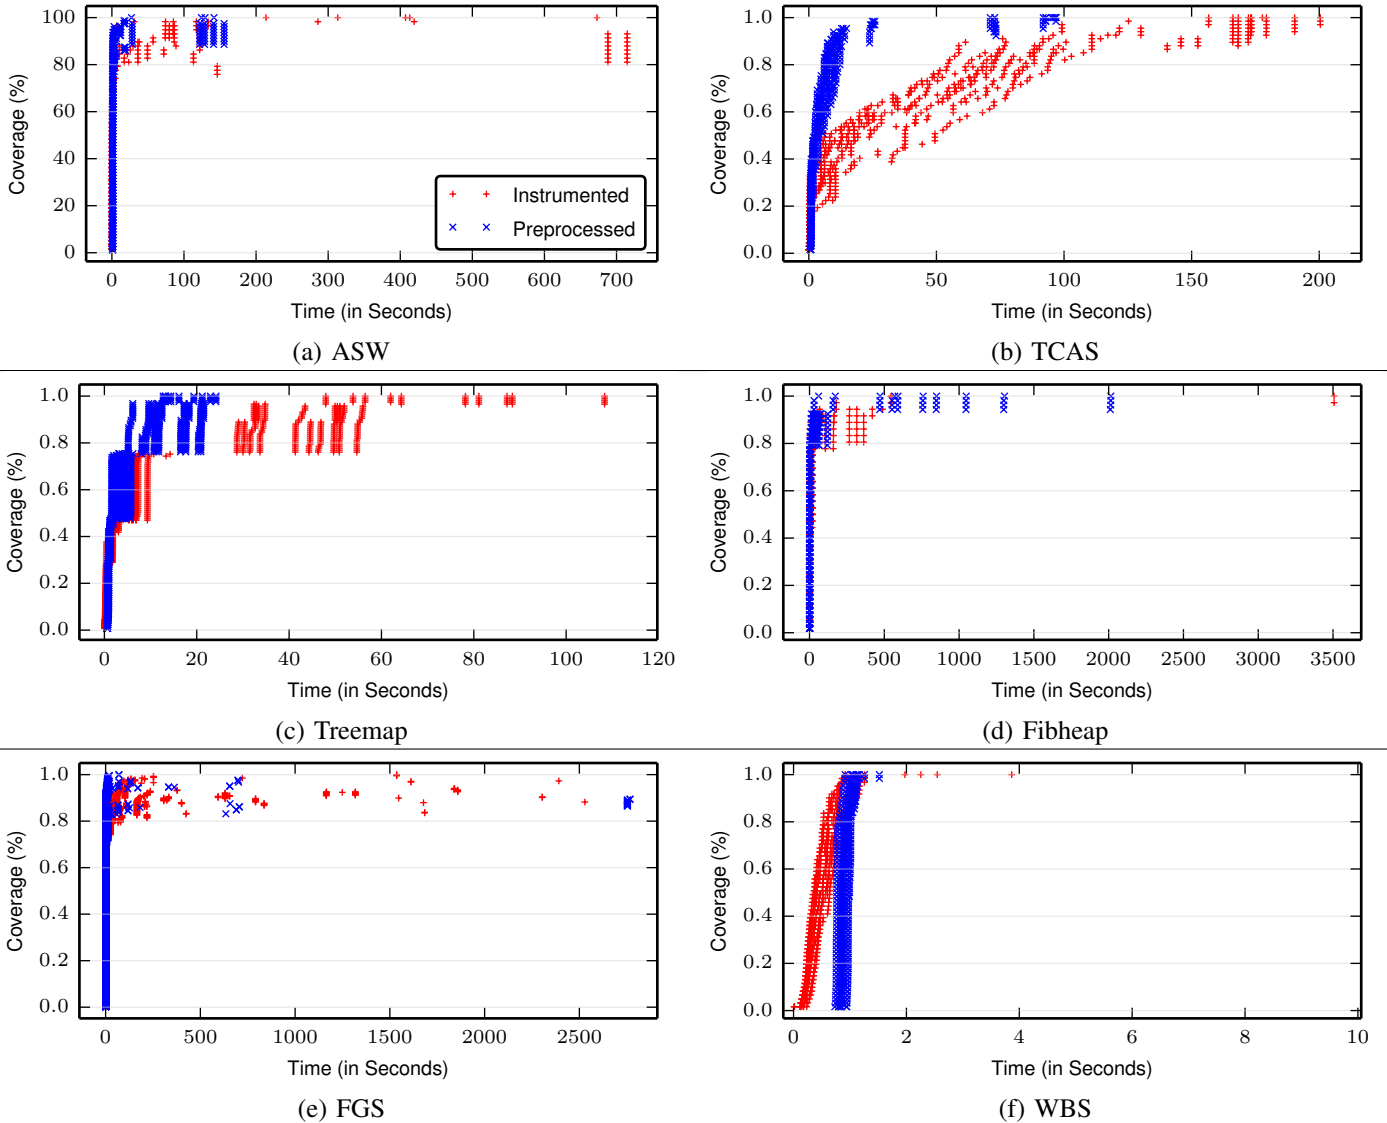 100
80
60
40
20
0
Coverage (%)
Instrumented
Preprocessed
0 100 200 300 400 500 600 700
Time (in Seconds)
(a) ASW
1.0
0.8
0.6
0.4
0.2
0.0
Coverage (%)
0 50 100 150 200
Time (in Seconds)
(b) TCAS
1.0
0.8
0.6
0.4
0.2
0.0
Coverage (%)
0 20 40 60 80 100 120
Time (in Seconds)
(c) Treemap
1.0
0.8
0.6
0.4
0.2
0.0
Coverage (%)
0 500 1000 1500 2000 2500 3000 3500
Time (in Seconds)
(d) Fibheap
1.0
0.8
0.6
0.4
0.2
0.0
Coverage (%)
0 500 1000 1500 2000 2500
Time (in Seconds)
(e) FGS
1.0
0.8
0.6
0.4
0.2
0.0
Coverage (%)
0 2 4 6 8 10
Time (in Seconds)
(f) WBS